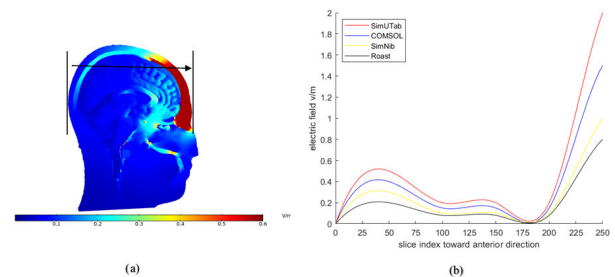 V/m
0.1 0.2 0.3 0.4 0.5 0.6
(a)
SimUTab
COMSOL
SimNib
Roast
electric field v/m
2
1.8
1.6
1.4
1.2
1
0.8
0.6
0.4
0.2
0
0 25 50 75 100 125 150 175 200 225 250
slice index toward anterior direction
(b)